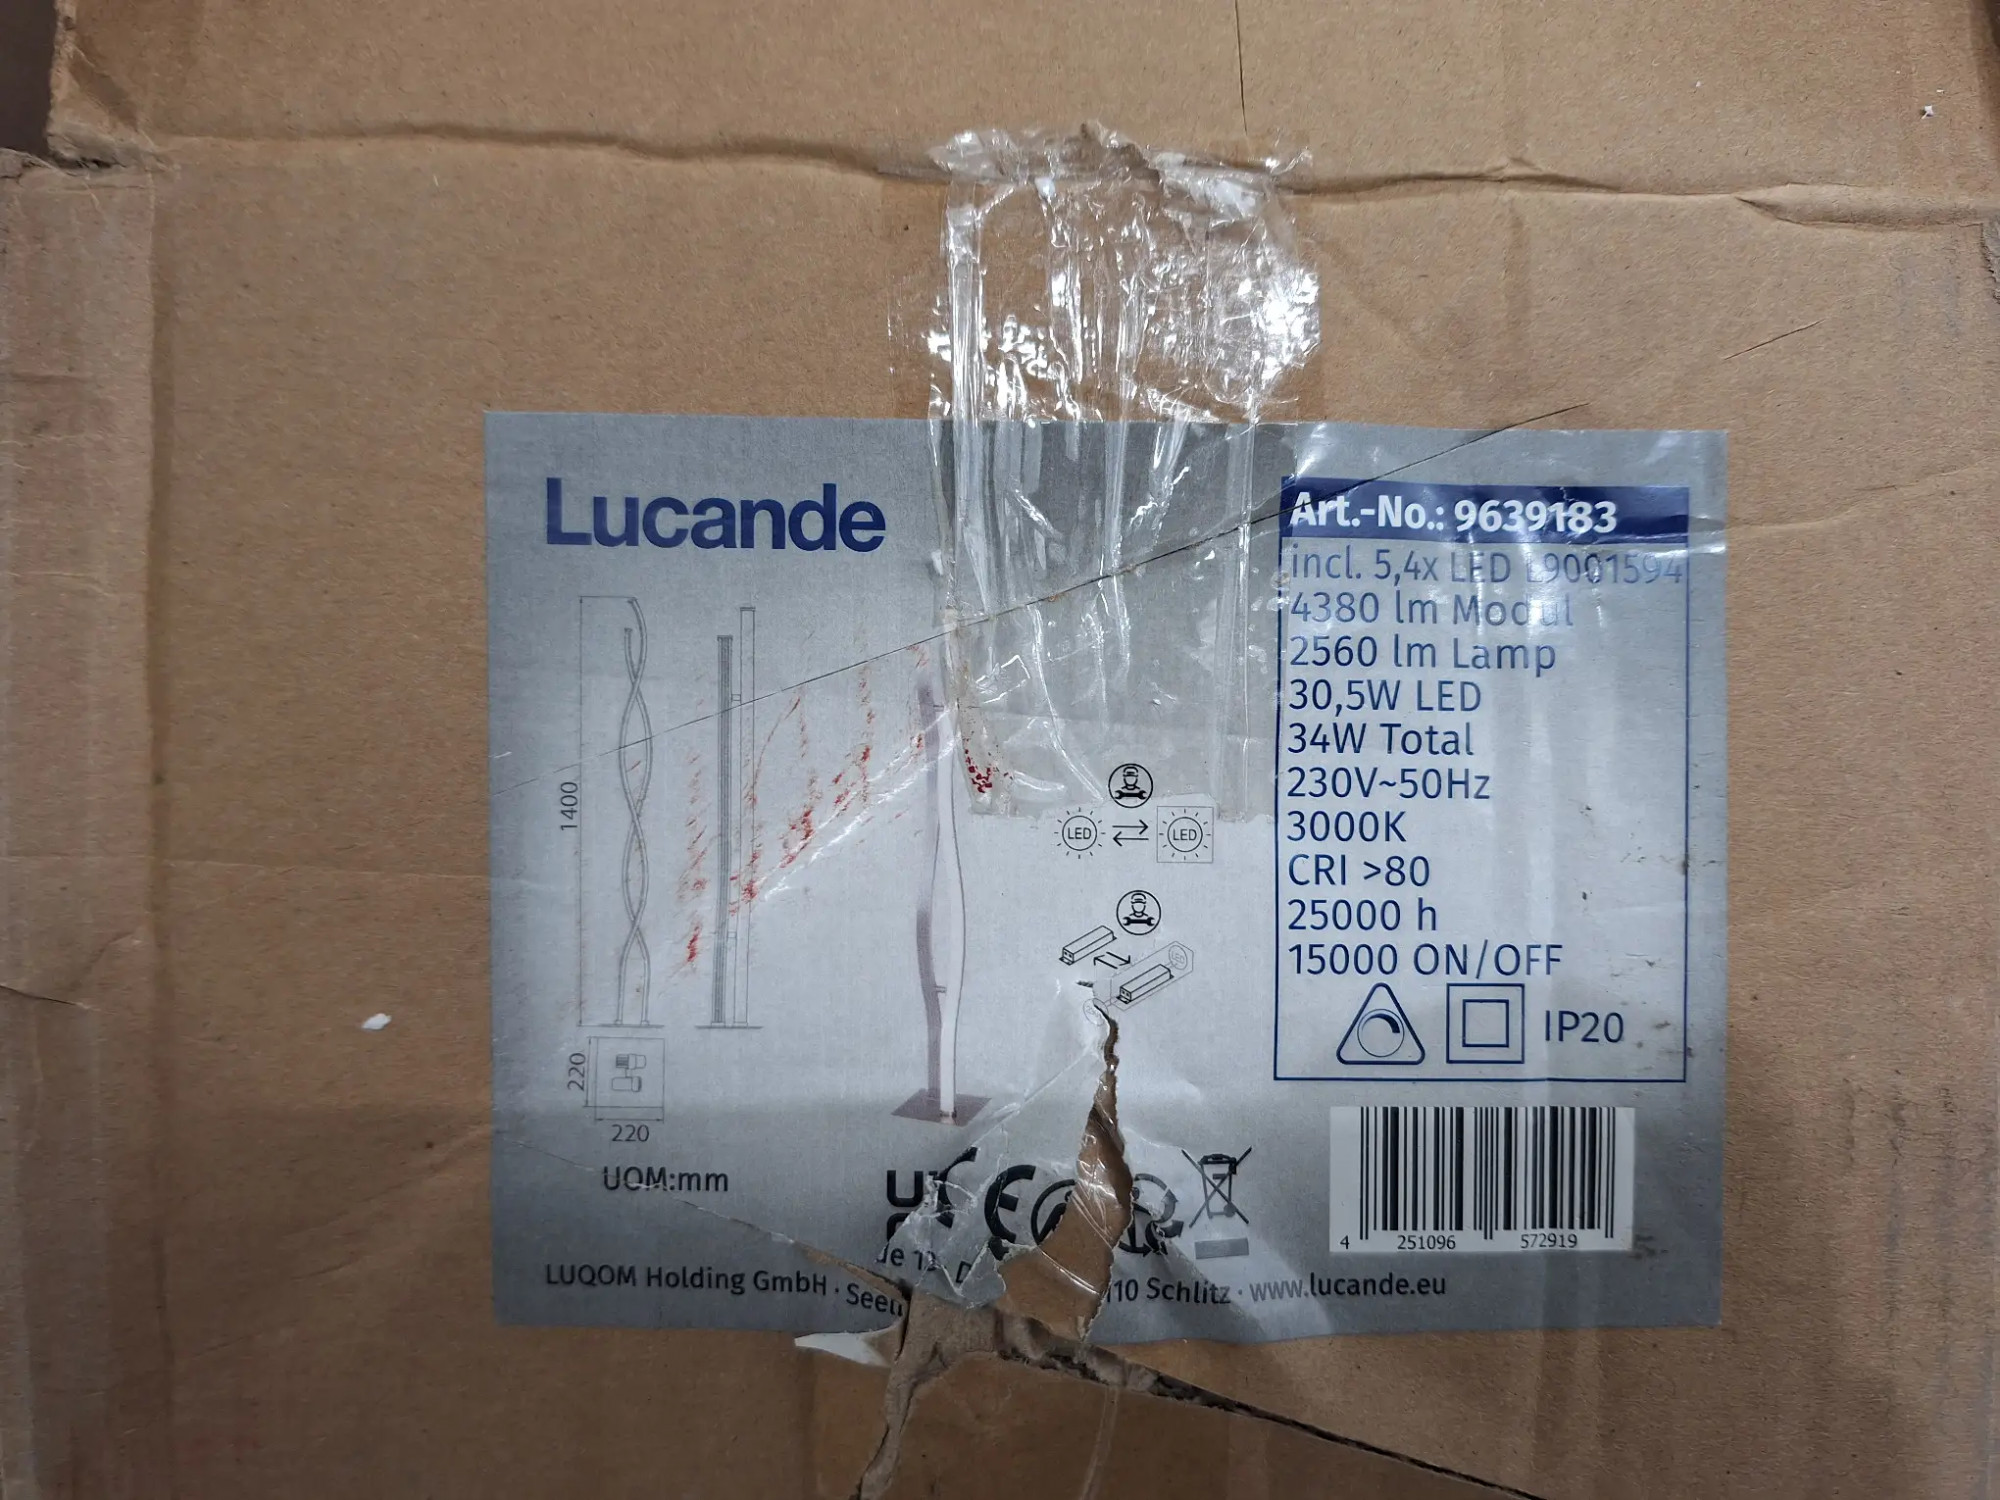 Lucande
Art.-No.: 9639183
incl. 5,4x LED L9001594
4380 lm Modul
2560 lm Lamp
30,5W LED
34W Total
230V~50Hz
3000K
CRI >80
25000 h
15000 ON/OFF
IP20
1400
220
220
UOM:mm
LED
LED
CE
4 251096 572919
LUQOM Holding GmbH · 110 Schlitz · www.lucande.eu